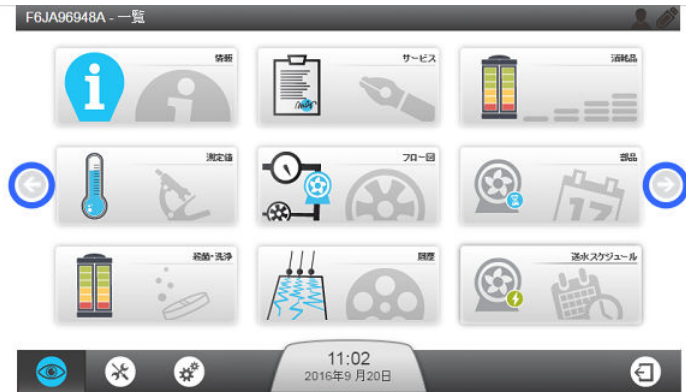 F6JA96948A - 一覧
情報
サービス
消耗品
測定値
フロー図
部品
17
殺菌・洗浄
履歴
送水スケジュール
11:02
2016年9月20日